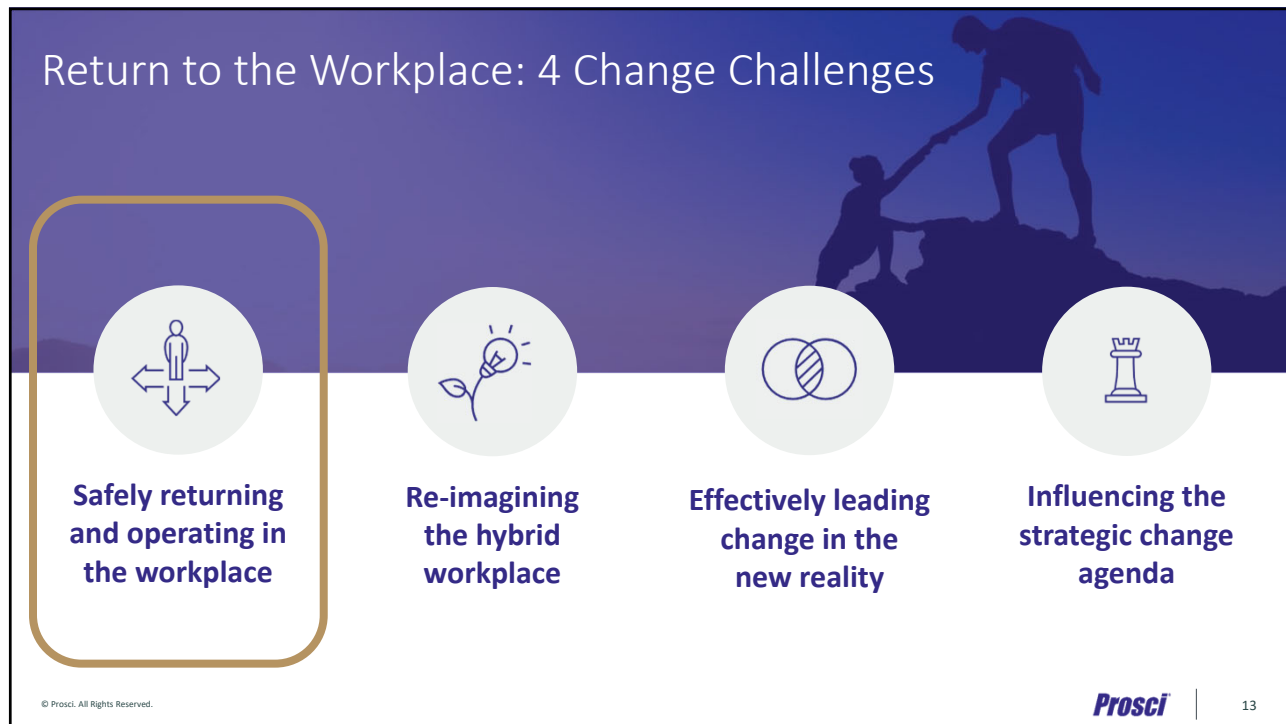 Return to the Workplace: 4 Change Challenges
Safely returning
and operating in
the workplace
Re-imagining
the hybrid
workplace
Effectively leading
change in the
new reality
Influencing the
strategic change
agenda
© Prosci. All Rights Reserved.
Prosci
13